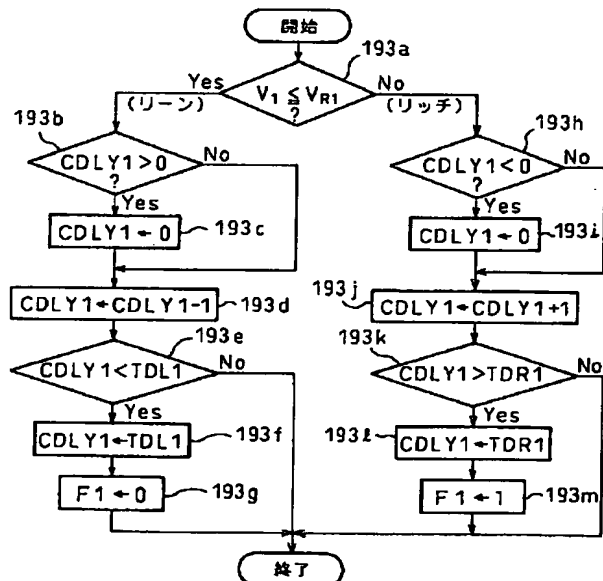 開始
193a
Yes
V1≦VR1
?
No
(リーン)
(リッチ)
193b
CDLY1>0
?
No
Yes
CDLY1←0
193c
CDLY1←CDLY1-1
193d
193e
CDLY1<TDL1
No
Yes
CDLY1←TDL1
193f
F1←0
193g
193h
CDLY1<0
?
No
Yes
CDLY1←0
193i
193j
CDLY1←CDLY1+1
193k
CDLY1>TDR1
No
Yes
193l
CDLY1←TDR1
F1←1
193m
終了